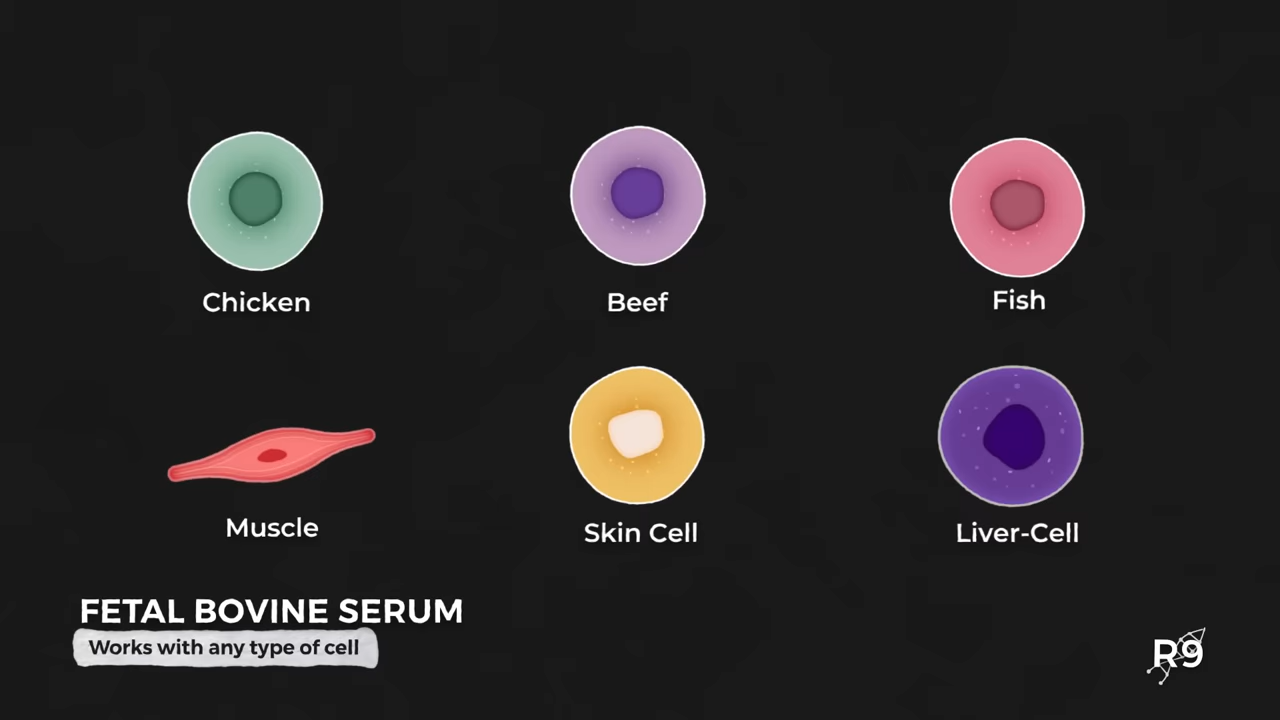 Chicken
Beef
Fish
Muscle
Skin Cell
Liver-Cell
FETAL BOVINE SERUM
Works with any type of cell
R9